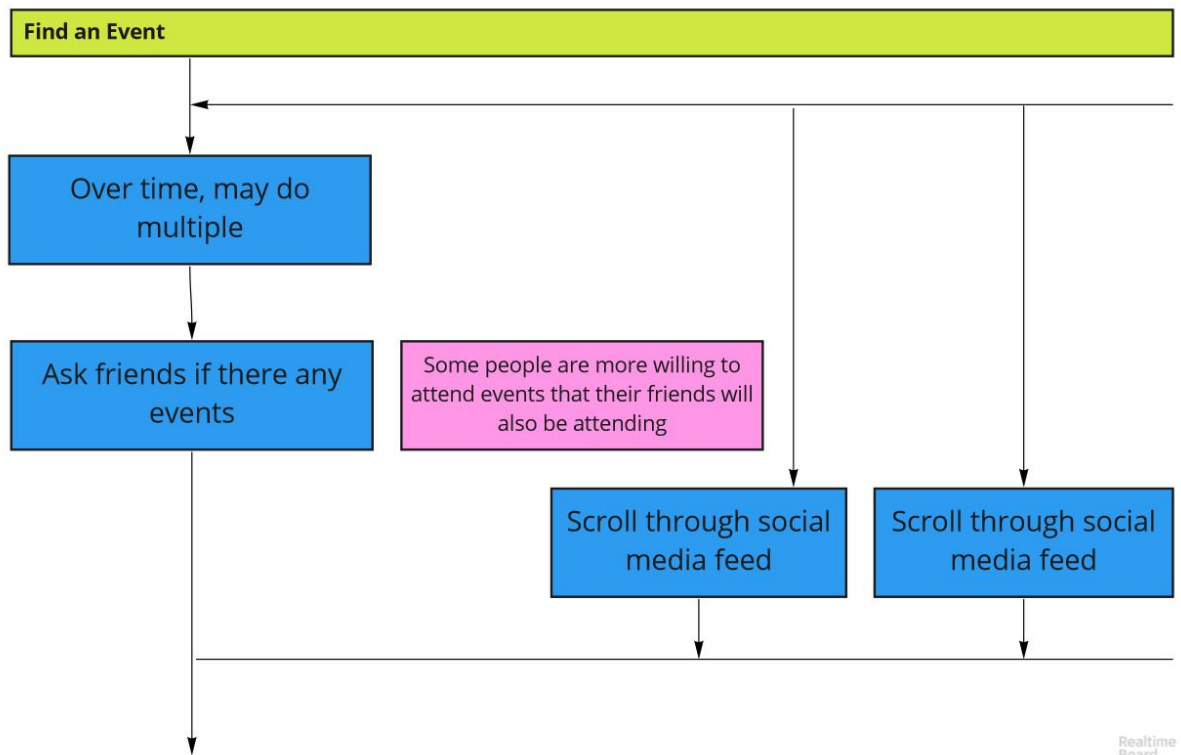 Find an Event
Over time, may do
multiple
Ask friends if there any
events
Some people are more willing to
attend events that their friends will
also be attending
Scroll through social
media feed
Scroll through social
media feed
Realtime
Board